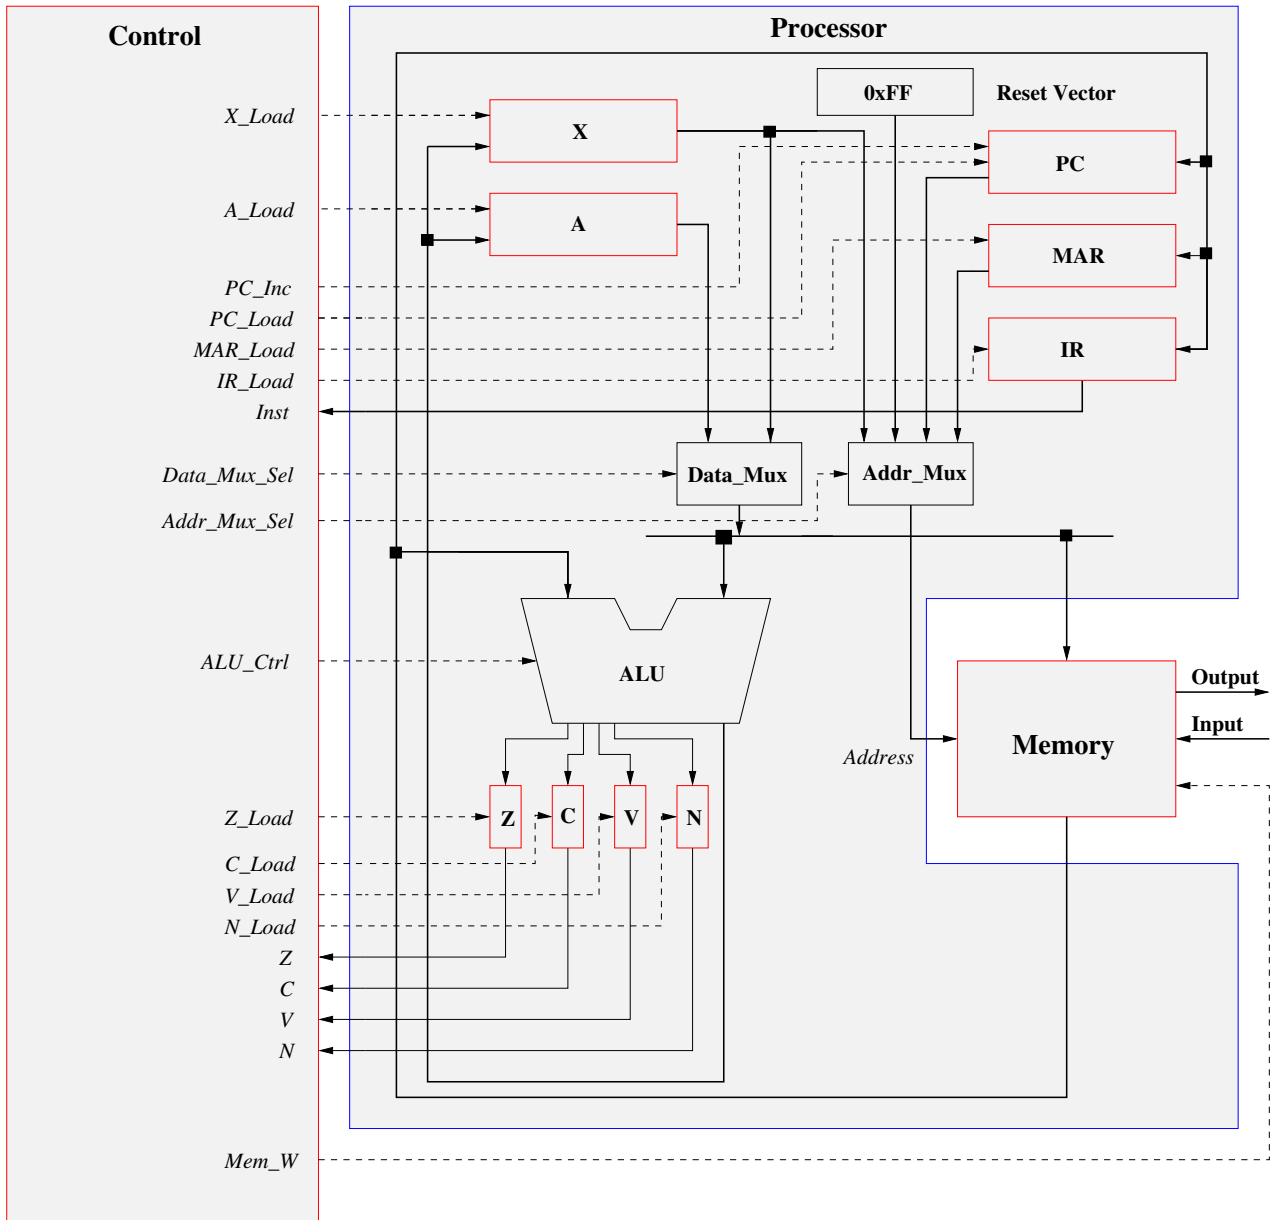 Control
Processor
0xFF
Reset Vector
X_Load
X
PC
A_Load
A
MAR
PC_Inc
PC_Load
MAR_Load
IR
IR_Load
Inst
Data_Mux_Sel
Data_Mux
Addr_Mux
Addr_Mux_Sel
ALU_Ctrl
ALU
Output
Input
Memory
Address
Z_Load
Z
C
V
N
C_Load
V_Load
N_Load
Z
C
V
N
Mem_W